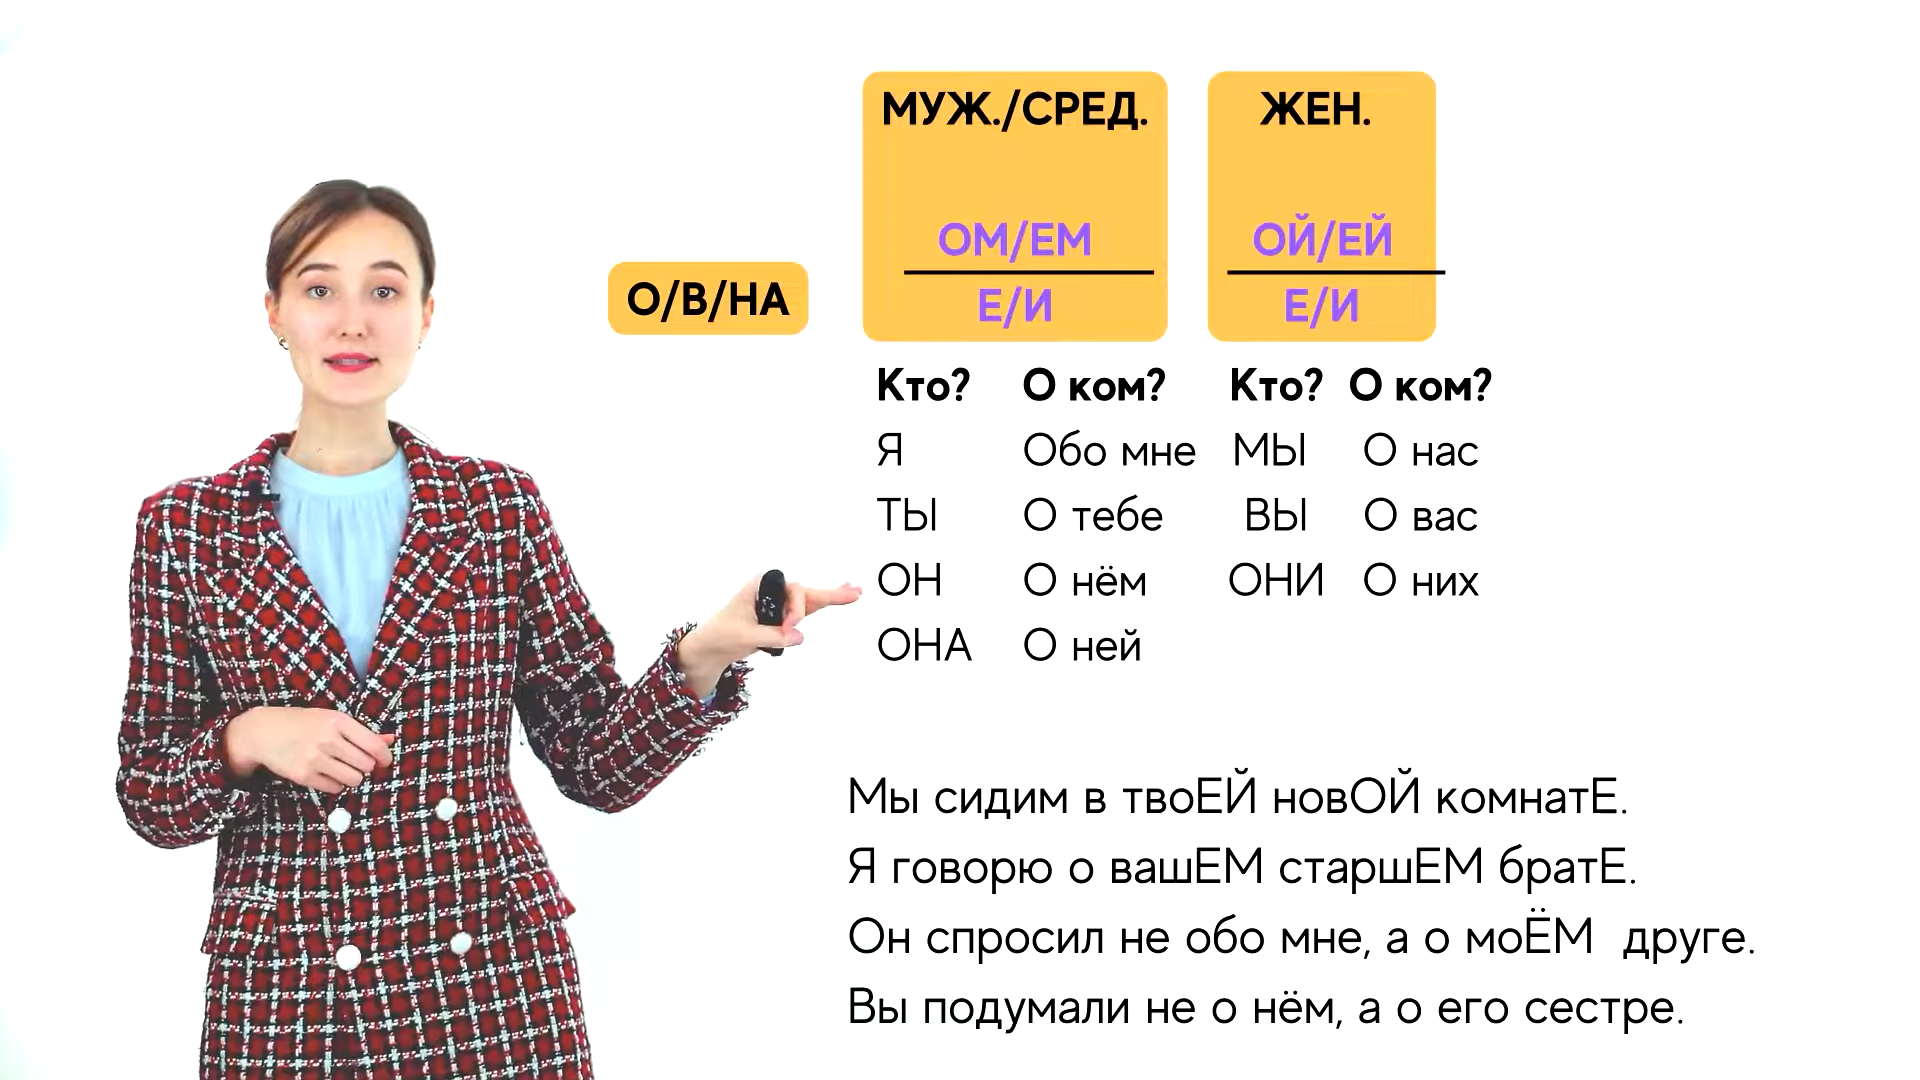 МУЖ./СРЕД. ЖЕН.
ОМ/ЕМ ОЙ/ЕЙ
О/В/НА Е/И Е/И
Кто? О ком? Кто? О ком?
Я Обо мне МЫ О нас
ТЫ О тебе ВЫ О вас
ОН О нём ОНИ О них
ОНА О ней
Мы сидим в твоЕЙ новОЙ комнатЕ.
Я говорю о вашЕМ старшЕМ братЕ.
Он спросил не обо мне, а о моЁМ друге.
Вы подумали не о нём, а о его сестре.